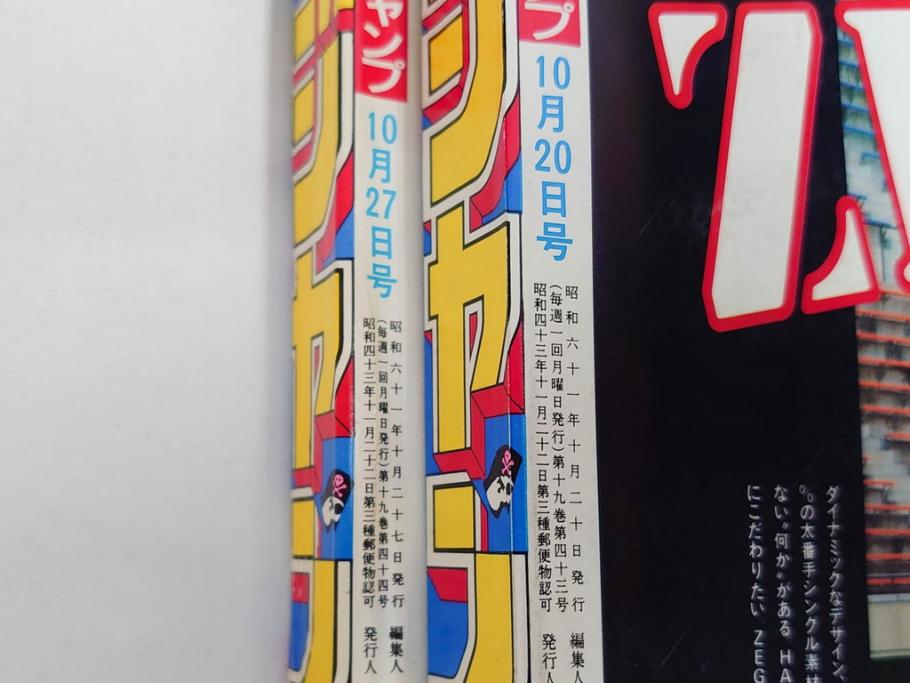 ャンプ
10月27日号
昭和六十一年十月二十七日発行
(毎週一回月曜日発行)第十九巻第四十四号
昭和四十三年十一月二十二日第三種郵便物認可
編集人
発行人
ジャン
プ
10月20日号
昭和六十一年十月二十日発行
(毎週一回月曜日発行)第十九巻第四十三号
昭和四十三年十一月二十二日第三種郵便物認可
編集人
発行人
ジャン
ダイナミックなデザイン、
%の太番手シングル素材
ない〝何か〟がある。HA
にこだわりたい。ZEG